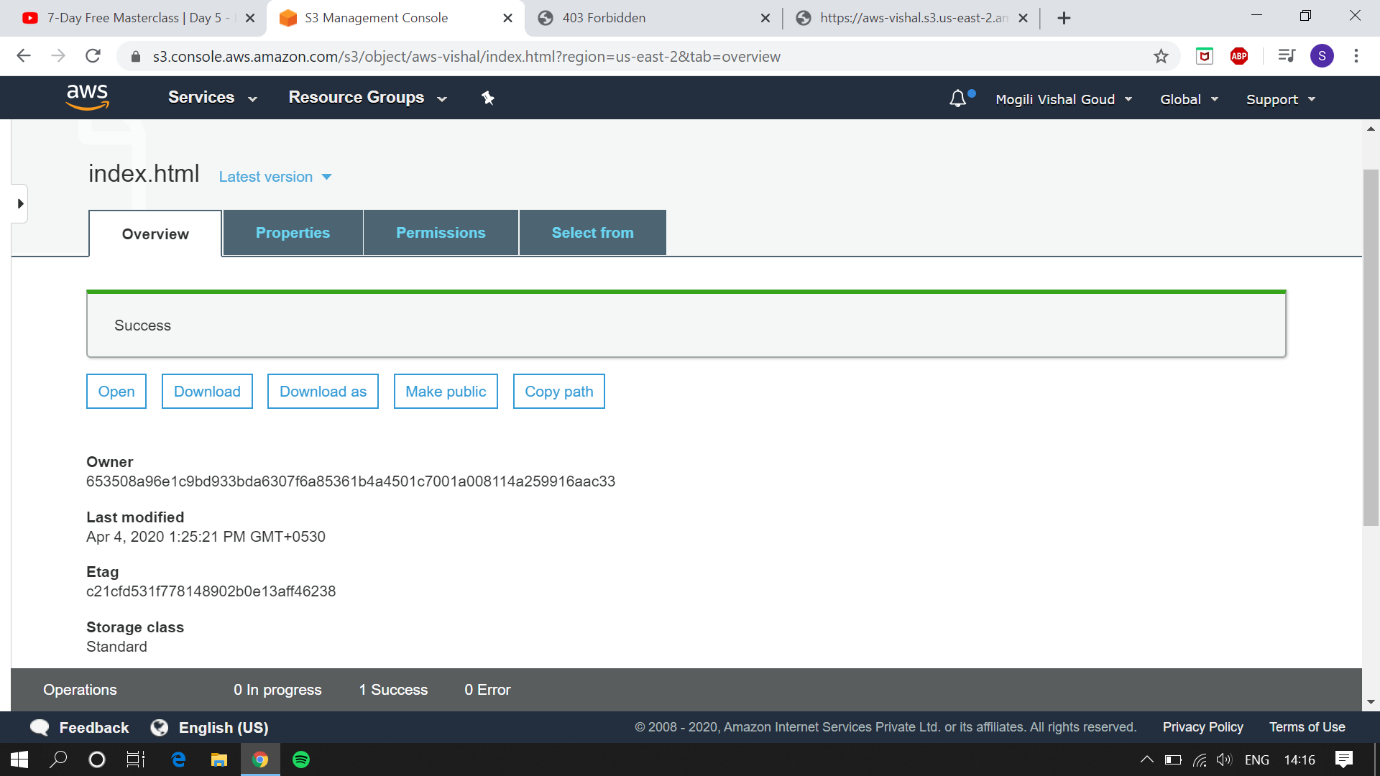 7-Day Free Masterclass | Day 5 -
S3 Management Console
403 Forbidden
https://aws-vishal.s3.us-east-2.am
s3.console.aws.amazon.com/s3/object/aws-vishal/index.html?region=us-east-2&tab=overview
ABP
S
aws
Services
Resource Groups
Mogili Vishal Goud
Global
Support
index.html
Latest version
Overview
Properties
Permissions
Select from
Success
Open
Download
Download as
Make public
Copy path
Owner
653508a96e1c9bd933bda6307f6a85361b4a4501c7001a008114a259916aac33
Last modified
Apr 4, 2020 1:25:21 PM GMT+0530
Etag
c21cfd531f778148902b0e13aff46238
Storage class
Standard
Operations
0 In progress
1 Success
0 Error
Feedback
English (US)
© 2008 - 2020, Amazon Internet Services Private Ltd. or its affiliates. All rights reserved.
Privacy Policy
Terms of Use
ENG
14:16